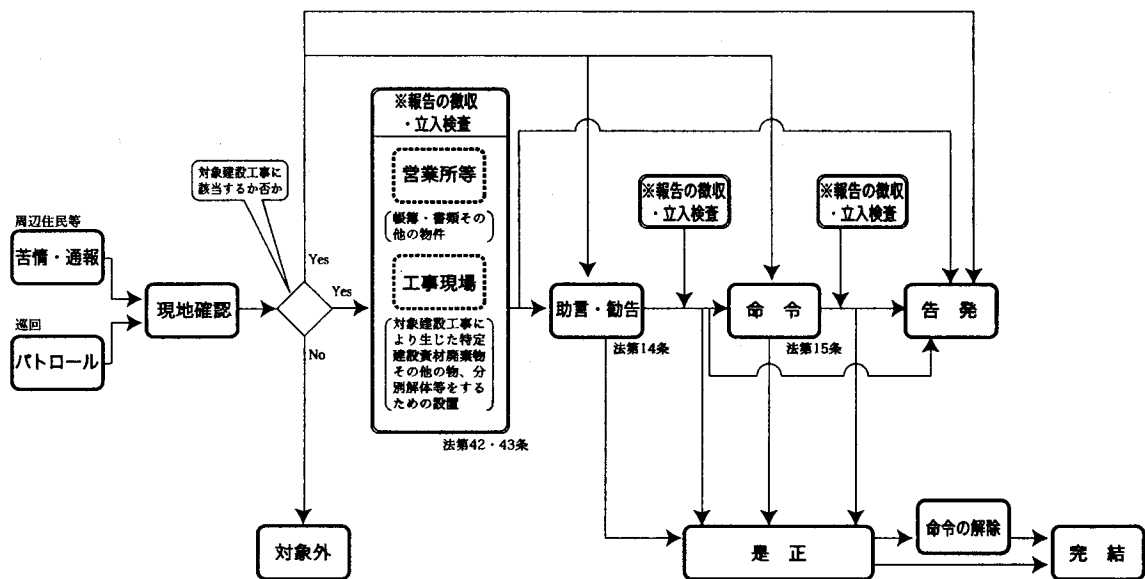 対象建設工事に
該当するか否か
周辺住民等
苦情・通報
巡回
パトロール
現地確認
Yes
Yes
No
対象外
※報告の徴収
・立入検査
営業所等
帳簿・書類その
他の物件
工事現場
対象建設工事に
より生じた特定
建設資材廃棄物
その他の物、分
別解体等をする
ための設置
法第42・43条
助言・勧告
法第14条
※報告の徴収
・立入検査
命 令
法第15条
※報告の徴収
・立入検査
告 発
是 正
命令の解除
完 結